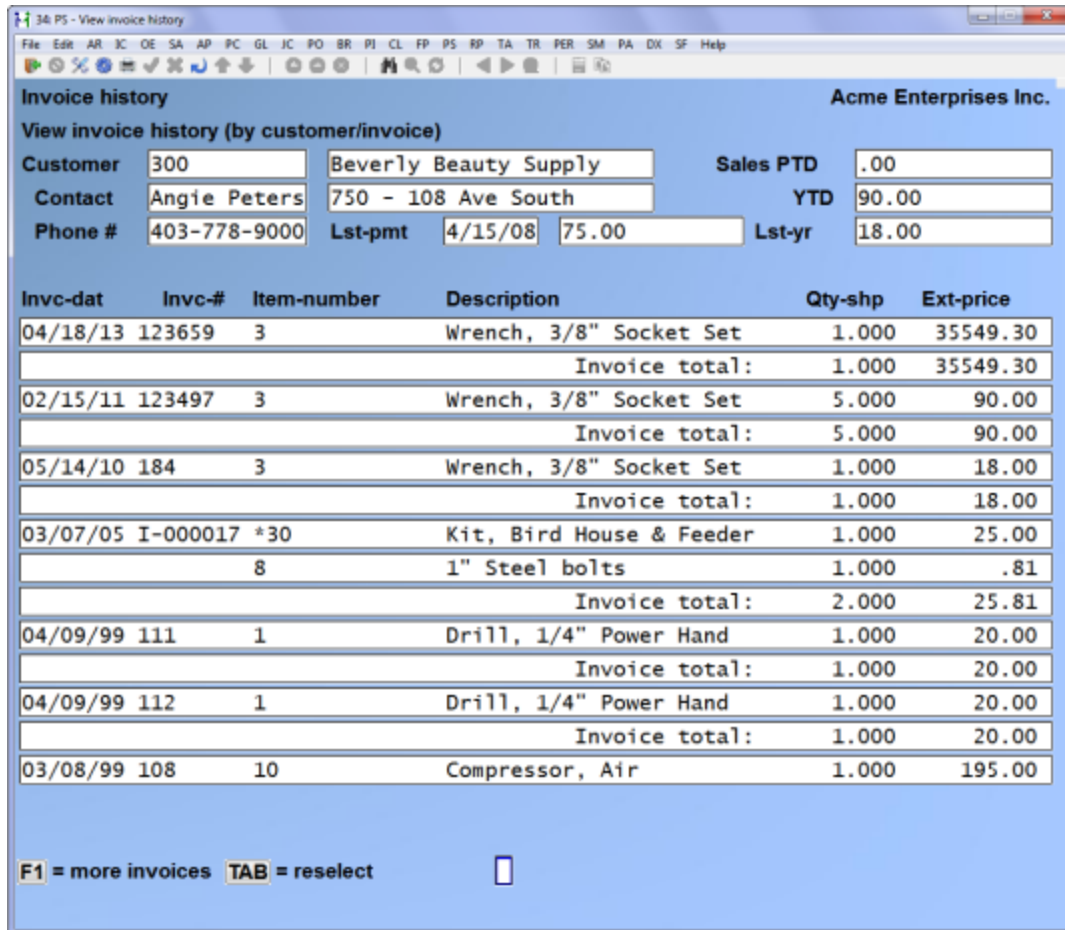 34: PS - View invoice history
File Edit AR IC OE SA AP PC GL JC PO BR PI CL FP PS RP TA TR PER SM PA DX SF Help
Invoice history Acme Enterprises Inc.
View invoice history (by customer/invoice)
Customer 300 Beverly Beauty Supply Sales PTD .00
Contact Angie Peters 750 - 108 Ave South YTD 90.00
Phone # 403-778-9000 Lst-pmt 4/15/08 75.00 Lst-yr 18.00
Invc-dat Invc-# Item-number Description Qty-shp Ext-price
04/18/13 123659 3 Wrench, 3/8" Socket Set 1.000 35549.30
Invoice total: 1.000 35549.30
02/15/11 123497 3 Wrench, 3/8" Socket Set 5.000 90.00
Invoice total: 5.000 90.00
05/14/10 184 3 Wrench, 3/8" Socket Set 1.000 18.00
Invoice total: 1.000 18.00
03/07/05 I-000017 *30 Kit, Bird House & Feeder 1.000 25.00
8 1" Steel bolts 1.000 .81
Invoice total: 2.000 25.81
04/09/99 111 1 Drill, 1/4" Power Hand 1.000 20.00
Invoice total: 1.000 20.00
04/09/99 112 1 Drill, 1/4" Power Hand 1.000 20.00
Invoice total: 1.000 20.00
03/08/99 108 10 Compressor, Air 1.000 195.00
F1 = more invoices TAB = reselect